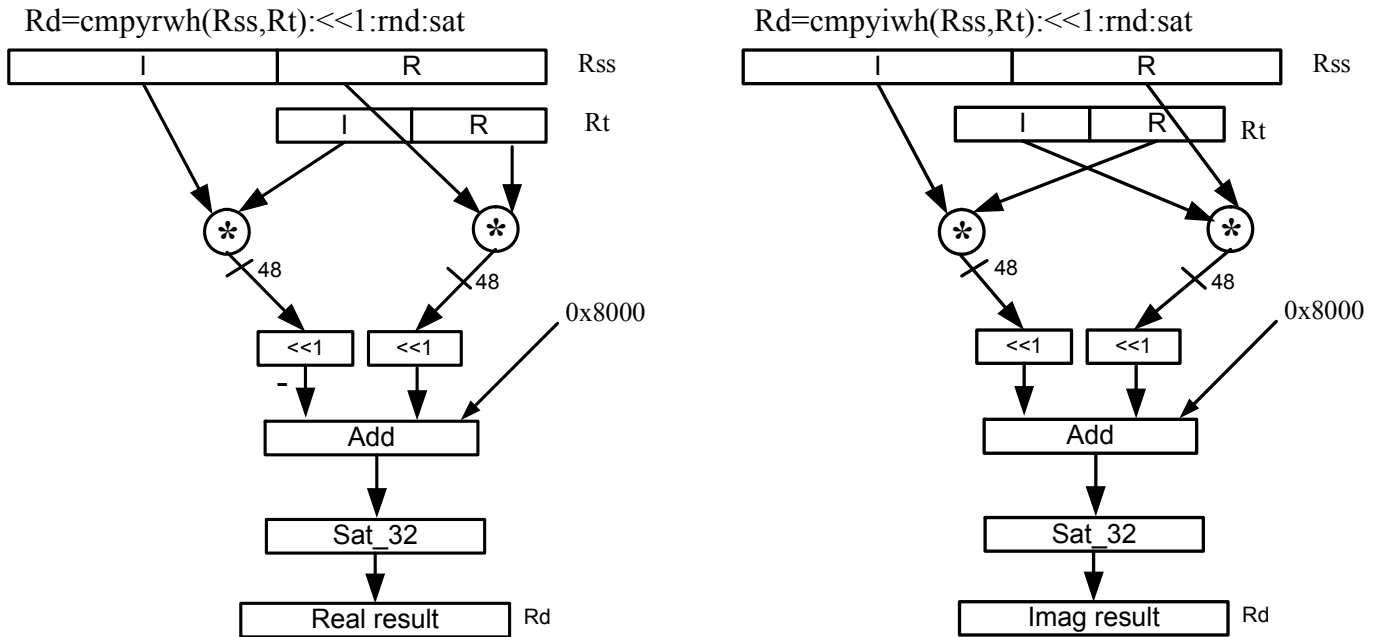 Rd=cmpyrwh(Rss,Rt):<<1:rnd:sat
I R Rss
I R Rt
* *
48 48
0x8000
<<1 <<1
-
Add
Sat_32
Real result Rd
Rd=cmpyiwh(Rss,Rt):<<1:rnd:sat
I R Rss
I R Rt
* *
48 48
0x8000
<<1 <<1
Add
Sat_32
Imag result Rd